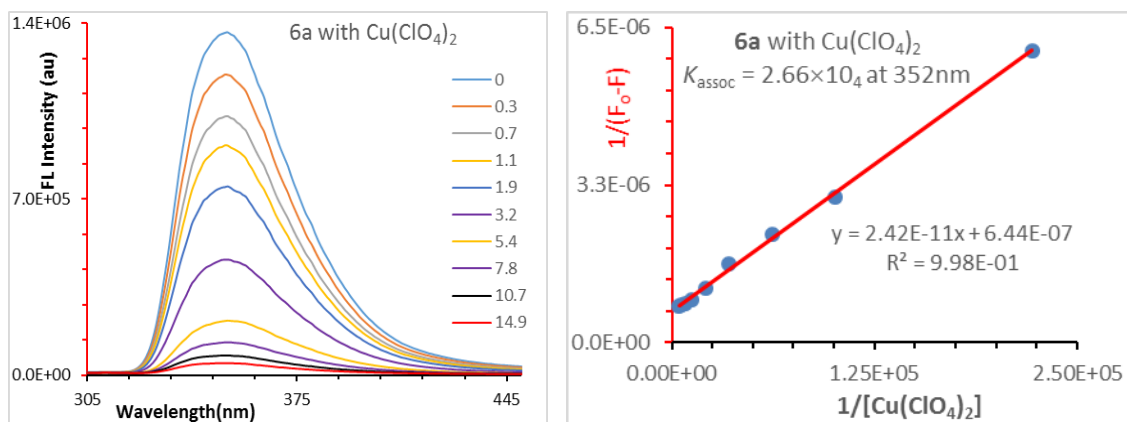 6a with Cu(ClO₄)₂
1.4E+06
7.0E+05
0.0E+00
FL Intensity (au)
0
0.3
0.7
1.1
1.9
3.2
5.4
7.8
10.7
14.9
305
375
445
Wavelength(nm)
6a with Cu(ClO₄)₂
K_assoc = 2.66×10₄ at 352nm
6.5E-06
3.3E-06
0.0E+00
1/(F₀-F)
y = 2.42E-11x + 6.44E-07
R² = 9.98E-01
0.00E+00
1.25E+05
2.50E+05
1/[Cu(ClO₄)₂]